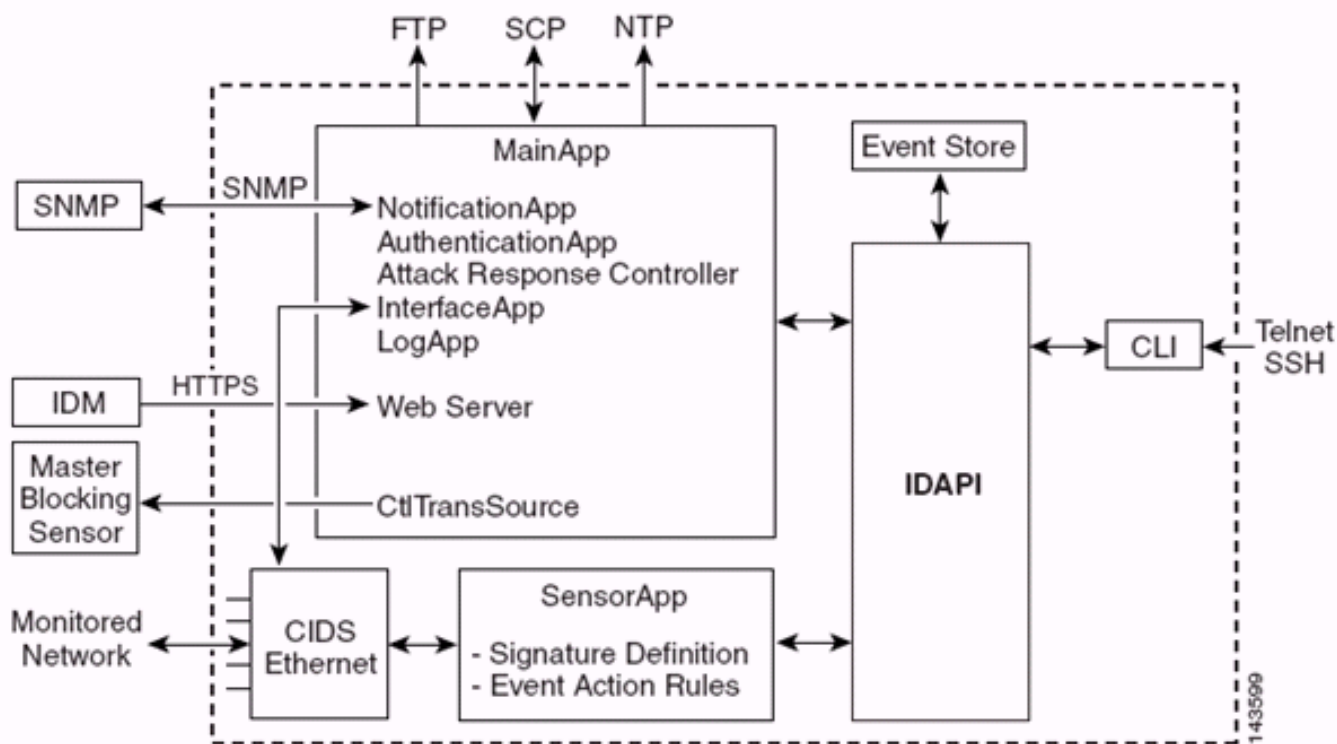 FTP
SCP
NTP
MainApp
Event Store
SNMP
SNMP
NotificationApp
AuthenticationApp
Attack Response Controller
InterfaceApp
LogApp
CLI
Telnet
SSH
IDM
HTTPS
Web Server
Master
Blocking
Sensor
CtlTransSource
IDAPI
Monitored
Network
CIDS
Ethernet
SensorApp
- Signature Definition
- Event Action Rules
143599